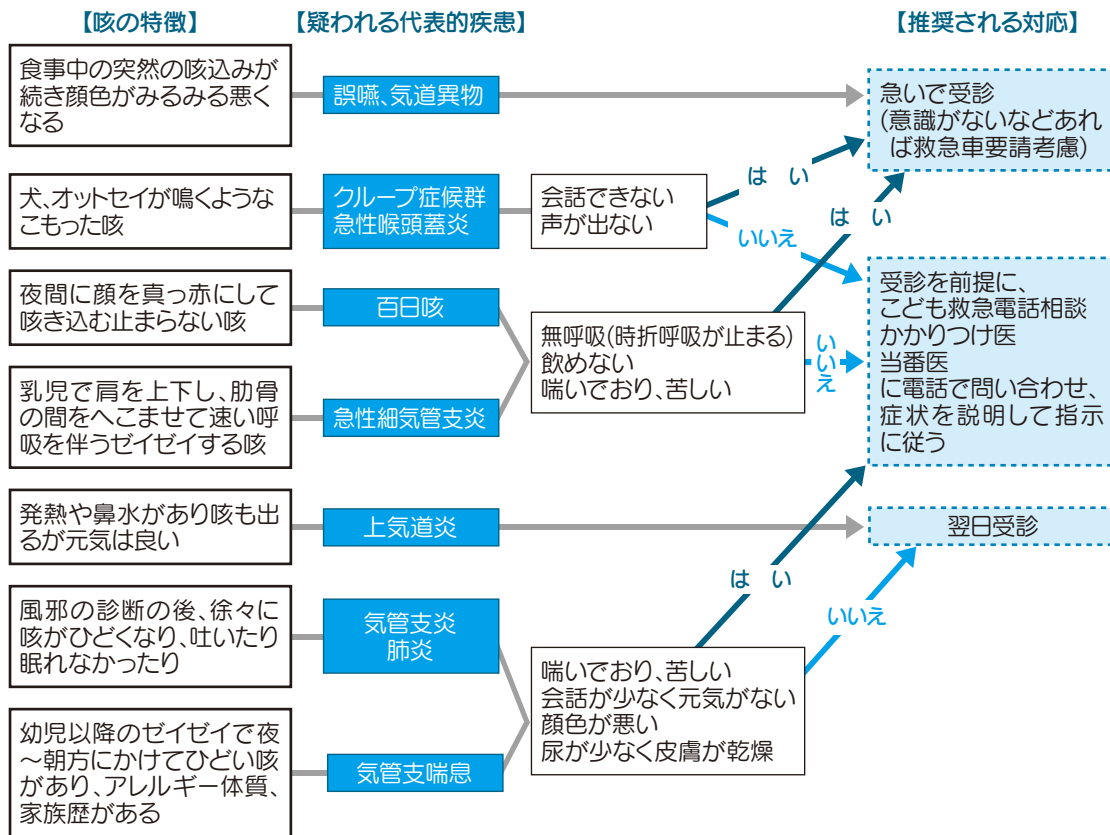 【咳の特徴】
【疑われる代表的疾患】
【推奨される対応】
食事中の突然の咳込みが
続き顔色がみるみる悪く
なる
誤嚥、気道異物
急いで受診
(意識がないなどあれ
ば救急車要請考慮)
犬、オットセイが鳴くような
こもった咳
クループ症候群
急性喉頭蓋炎
会話できない
声が出ない
はい
いいえ
はい
夜間に顔を真っ赤にして
咳き込む止まらない咳
百日咳
乳児で肩を上下し、肋骨
の間をへこませて速い呼
吸を伴うゼイゼイする咳
急性細気管支炎
無呼吸(時折呼吸が止まる)
飲めない
喘いでおり、苦しい
いいえ
受診を前提に、
こども救急電話相談
かかりつけ医
当番医
に電話で問い合わせ、
症状を説明して指示
に従う
発熱や鼻水があり咳も出
るが元気は良い
上気道炎
翌日受診
風邪の診断の後、徐々に
咳がひどくなり、吐いたり
眠れなかったり
気管支炎
肺炎
幼児以降のゼイゼイで夜
～朝方にかけてひどい咳
があり、アレルギー体質、
家族歴がある
気管支喘息
喘いでおり、苦しい
会話が少なく元気がない
顔色が悪い
尿が少なく皮膚が乾燥
はい
いいえ